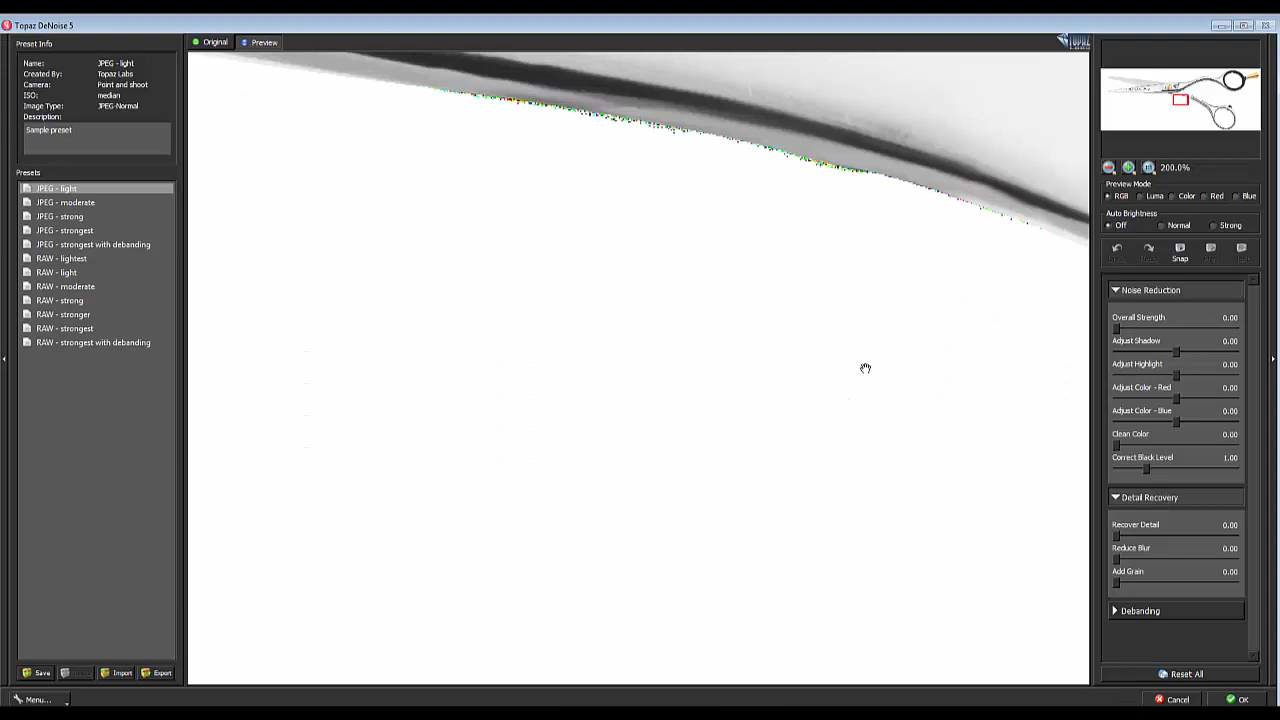 Topaz DeNoise 5
Preset Info
Name: JPEG - light
Created By: Topaz Labs
Camera: Point and shoot
ISO: median
Image Type: JPEG-Normal
Description:
Sample preset
Presets
JPEG - light
JPEG - moderate
JPEG - strong
JPEG - strongest
JPEG - strongest with debanding
RAW - lightest
RAW - light
RAW - moderate
RAW - strong
RAW - stronger
RAW - strongest
RAW - strongest with debanding
Save Import Export
Menu...
Original Preview
TOPAZ
200.0%
Preview Mode
RGB Luma Color Red Blue
Auto Brightness
Off Normal Strong
Snap
Noise Reduction
Overall Strength 0.00
Adjust Shadow 0.00
Adjust Highlight 0.00
Adjust Color - Red 0.00
Adjust Color - Blue 0.00
Clean Color 0.00
Correct Black Level 1.00
Detail Recovery
Recover Detail 0.00
Reduce Blur 0.00
Add Grain 0.00
Debanding
Reset All
Cancel OK